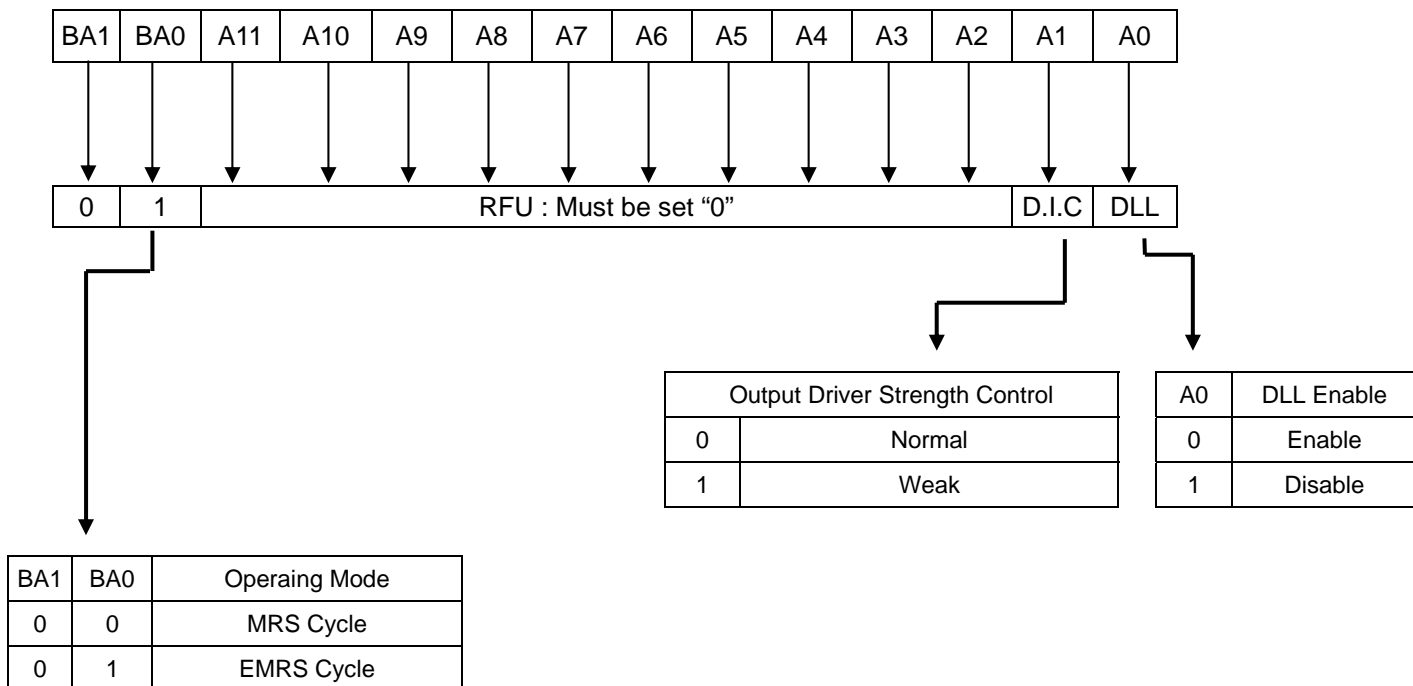 BA1 BA0 A11 A10 A9 A8 A7 A6 A5 A4 A3 A2 A1 A0
0 1 RFU : Must be set “0” D.I.C DLL
Output Driver Strength Control
0 Normal
1 Weak
A0 DLL Enable
0 Enable
1 Disable
BA1 BA0 Operaing Mode
0 0 MRS Cycle
0 1 EMRS Cycle